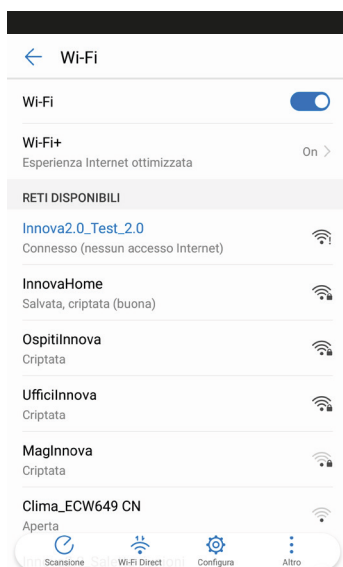 Wi-Fi
Wi-Fi
Wi-Fi+
Esperienza Internet ottimizzata
On
RETI DISPONIBILI
Innova2.0_Test_2.0
Connesso (nessun accesso Internet)
InnovaHome
Salvata, criptata (buona)
OspitiInnova
Criptata
UfficiInnova
Criptata
MagInnova
Criptata
Clima_ECW649 CN
Aperta
Scansione
Wi-Fi Direct
Configura
Altro